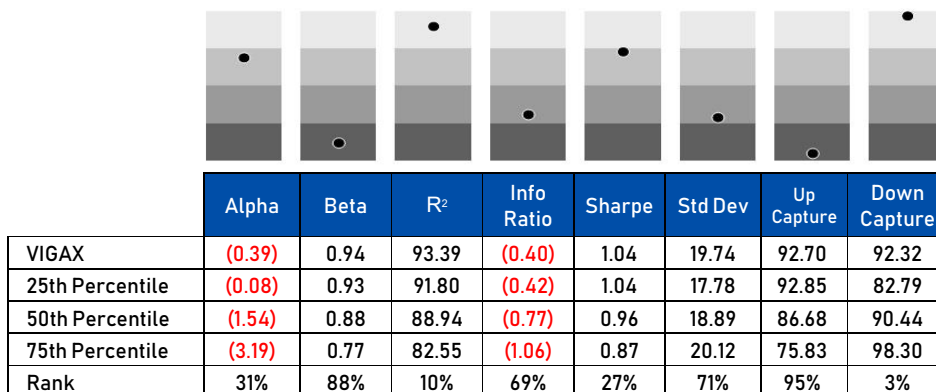 Alpha Beta R² Info Ratio Sharpe Std Dev Up Capture Down Capture
VIGAX (0.39) 0.94 93.39 (0.40) 1.04 19.74 92.70 92.32
25th Percentile (0.08) 0.93 91.80 (0.42) 1.04 17.78 92.85 82.79
50th Percentile (1.54) 0.88 88.94 (0.77) 0.96 18.89 86.68 90.44
75th Percentile (3.19) 0.77 82.55 (1.06) 0.87 20.12 75.83 98.30
Rank 31% 88% 10% 69% 27% 71% 95% 3%